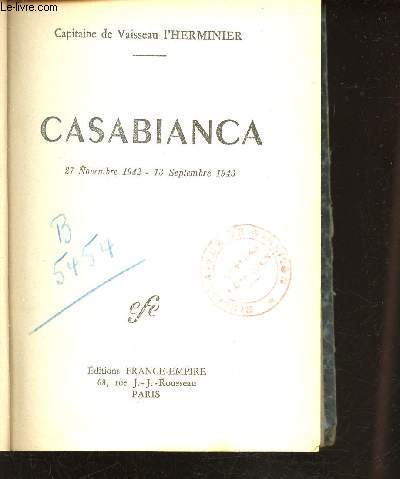 Le-livre.com
Capitaine de Vaisseau l'HERMINIER
CASABIANCA
27 Novembre 1942 - 13 Septembre 1943
B
5454
efe
Éditions FRANCE-EMPIRE
68, rue J.-J.-Rousseau
PARIS